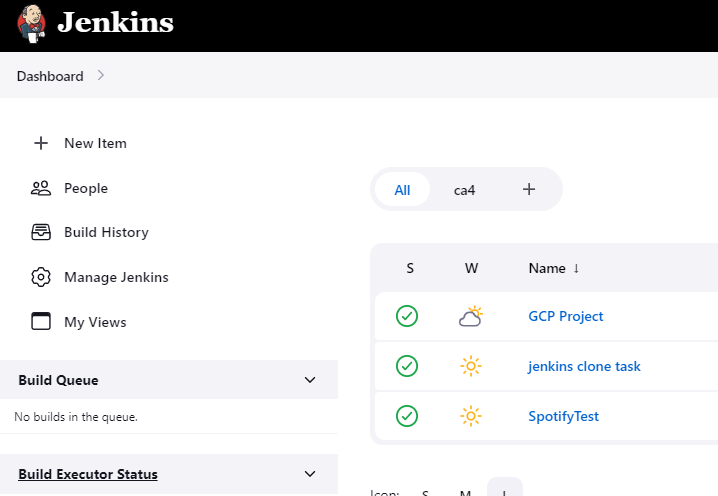 Jenkins
Dashboard
New Item
People
Build History
Manage Jenkins
My Views
Build Queue
No builds in the queue.
Build Executor Status
All ca4 +
S W Name ↓
GCP Project
jenkins clone task
SpotifyTest
Icon: S M L